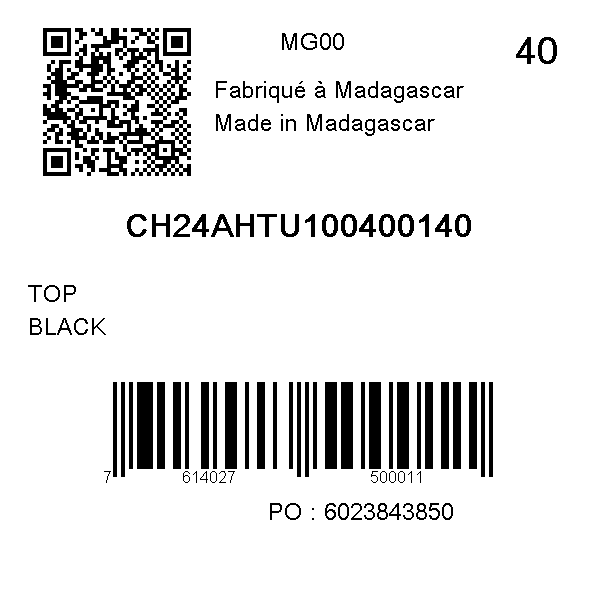 MG00
40
Fabriqué à Madagascar
Made in Madagascar
CH24AHTU100400140
TOP
BLACK
7 614027 500011
PO : 6023843850